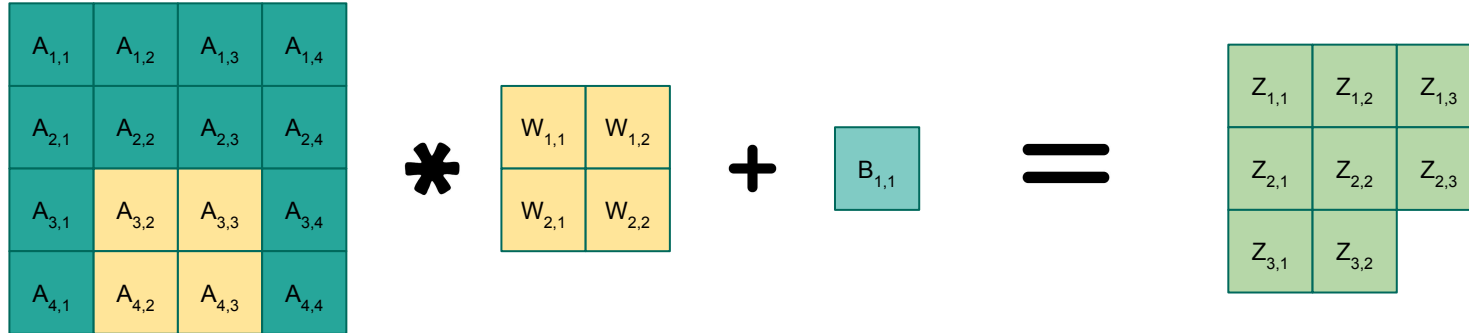 A1,1 A1,2 A1,3 A1,4
Z1,1 Z1,2 Z1,3
A2,1 A2,2 A2,3 A2,4
W1,1 W1,2
* + B1,1 =
Z2,1 Z2,2 Z2,3
A3,1 A3,2 A3,3 A3,4
W2,1 W2,2
Z3,1 Z3,2
A4,1 A4,2 A4,3 A4,4